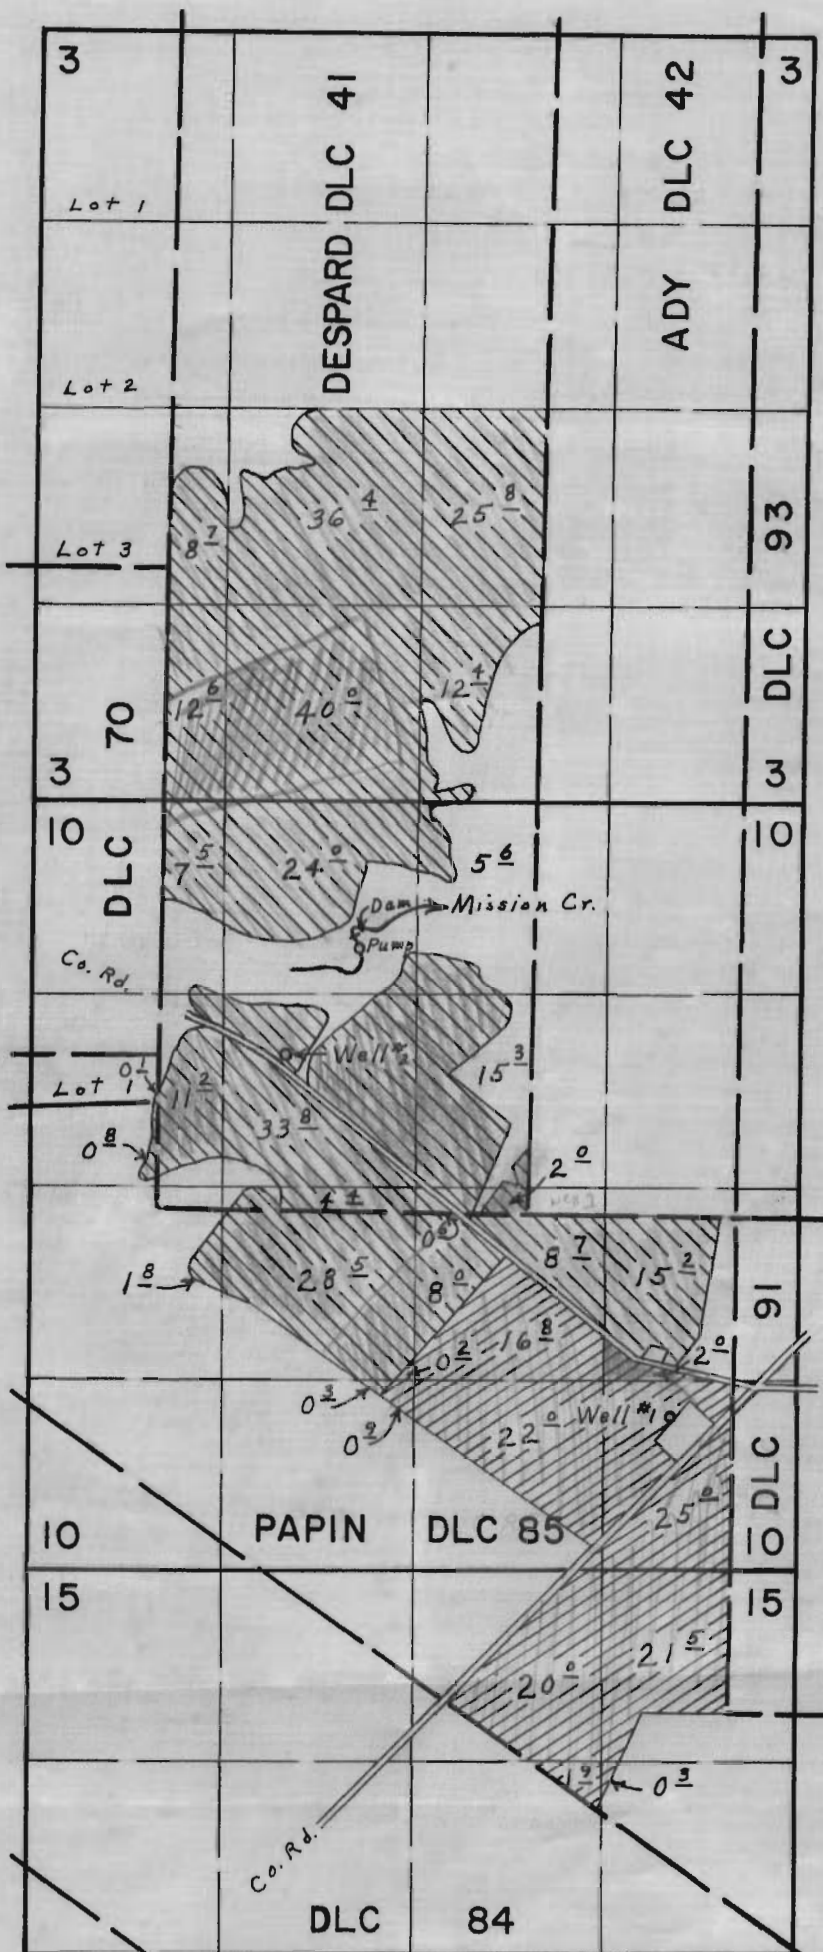 3
3
DESPARD DLC 41
ADY DLC 42
Lot 1
Lot 2
8 7
36 4
25 8
Lot 3
DLC 93
12 6
40 0
12 4
DLC 70
3
3
10
10
7 5
24 0
5 6
Dam
Mission Cr.
Pump
Co. Rd.
Well #2
15 3
0 1
Lot 1
11 2
33 8
0 8
2 0
4 4
0 6
8 7
15 2
1 8
28 5
8 0
DLC 91
16 8
2 0
0 2
0 3
0 9
22 0
Well #1
25 0
10
PAPIN DLC 85
10
15
15
21 5
20 0
1 9
0 3
Co. Rd.
DLC 84